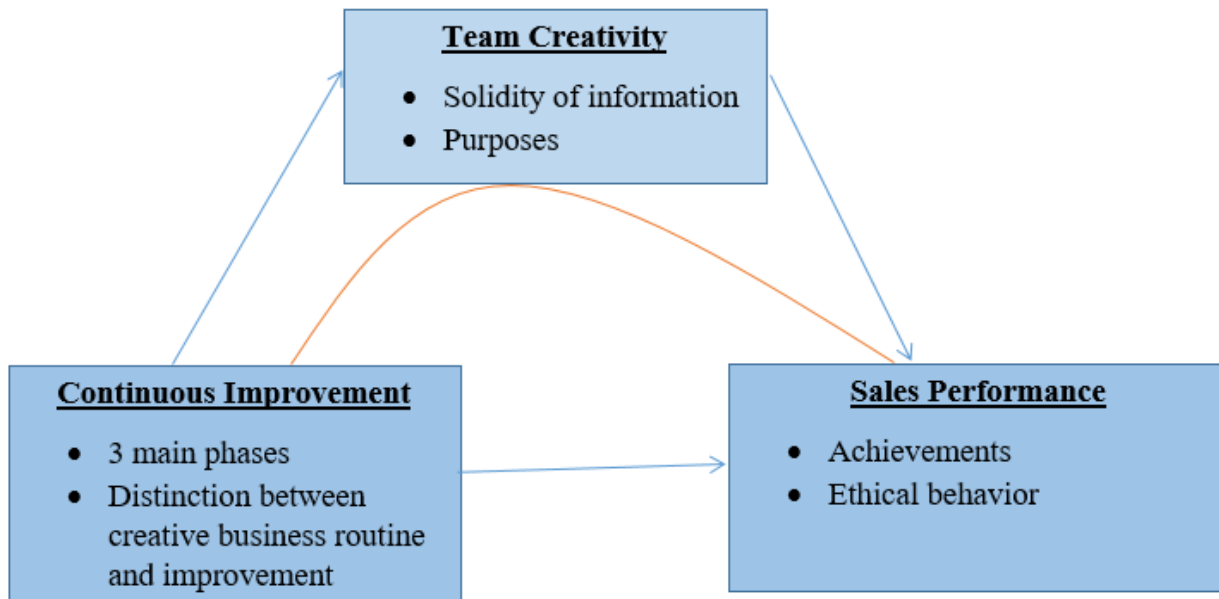 Team Creativity
• Solidity of information
• Purposes
Continuous Improvement
• 3 main phases
• Distinction between
creative business routine
and improvement
Sales Performance
• Achievements
• Ethical behavior